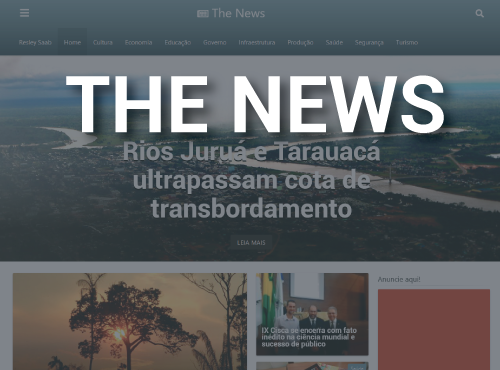 The News
Resley Saab Home Cultura Economia Educação Governo Infraestrutura Produção Saúde Segurança Turismo
THE NEWS
Rios Juruá e Tarauacá
ultrapassam cota de
transbordamento
LEIA MAIS
Anuncie aqui!
IX Cisca se encerra com fato
inédito na ciência mundial e
sucesso de público